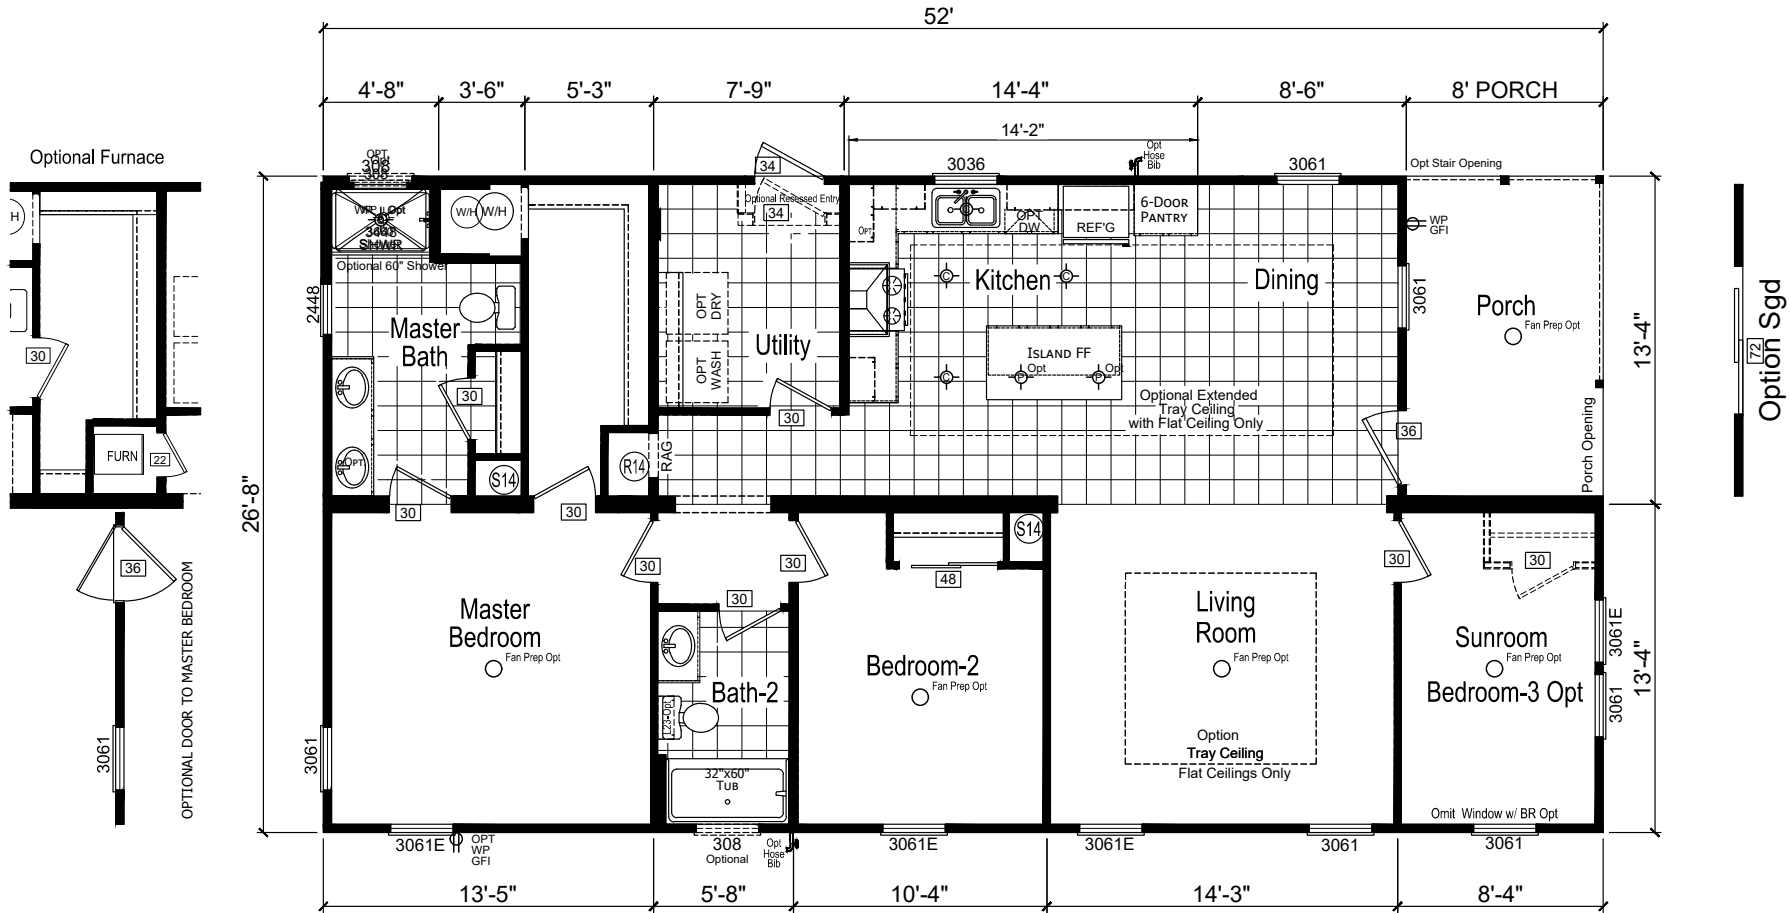 52'
4'-8"
3'-6"
5'-3"
7'-9"
14'-4"
8'-6"
8' PORCH
14'-2"
Optional Furnace
OPT
Opt
308
34
3036
Opt
Hose
Bib
3061
Opt Stair Opening
Optional Recessed Entry
34
W/H
W/H
Opt
SHWR
Optional 60" Shower
OPT
OPT
DW
REF'G
6-DOOR
PANTRY
WP
GFI
H
2448
Master
Bath
OPT
DRY
OPT
WASH
Utility
Kitchen
C
C
C
Dining
3061
Porch
Fan Prep Opt
13'-4"
72
Option Sgd
ISLAND FF
Opt
Opt
Optional Extended
Tray Ceiling
with Flat Ceiling Only
30
30
30
36
Porch Opening
FURN
22
OPT
S14
R14
RAG
26'-8"
30
30
36
OPTIONAL DOOR TO MASTER BEDROOM
3061
30
30
30
48
S14
30
30
Master
Bedroom
Fan Prep Opt
Bath-2
L23-Opt
32"x60"
TUB
Bedroom-2
Fan Prep Opt
Living
Room
Fan Prep Opt
Option
Tray Ceiling
Flat Ceilings Only
Sunroom
Fan Prep Opt
Bedroom-3 Opt
Omit Window w/ BR Opt
3061E
3061
13'-4"
3061
3061E
OPT
WP
GFI
308
Optional
Opt
Hose
Bib
3061E
3061E
3061
3061
13'-5"
5'-8"
10'-4"
14'-3"
8'-4"